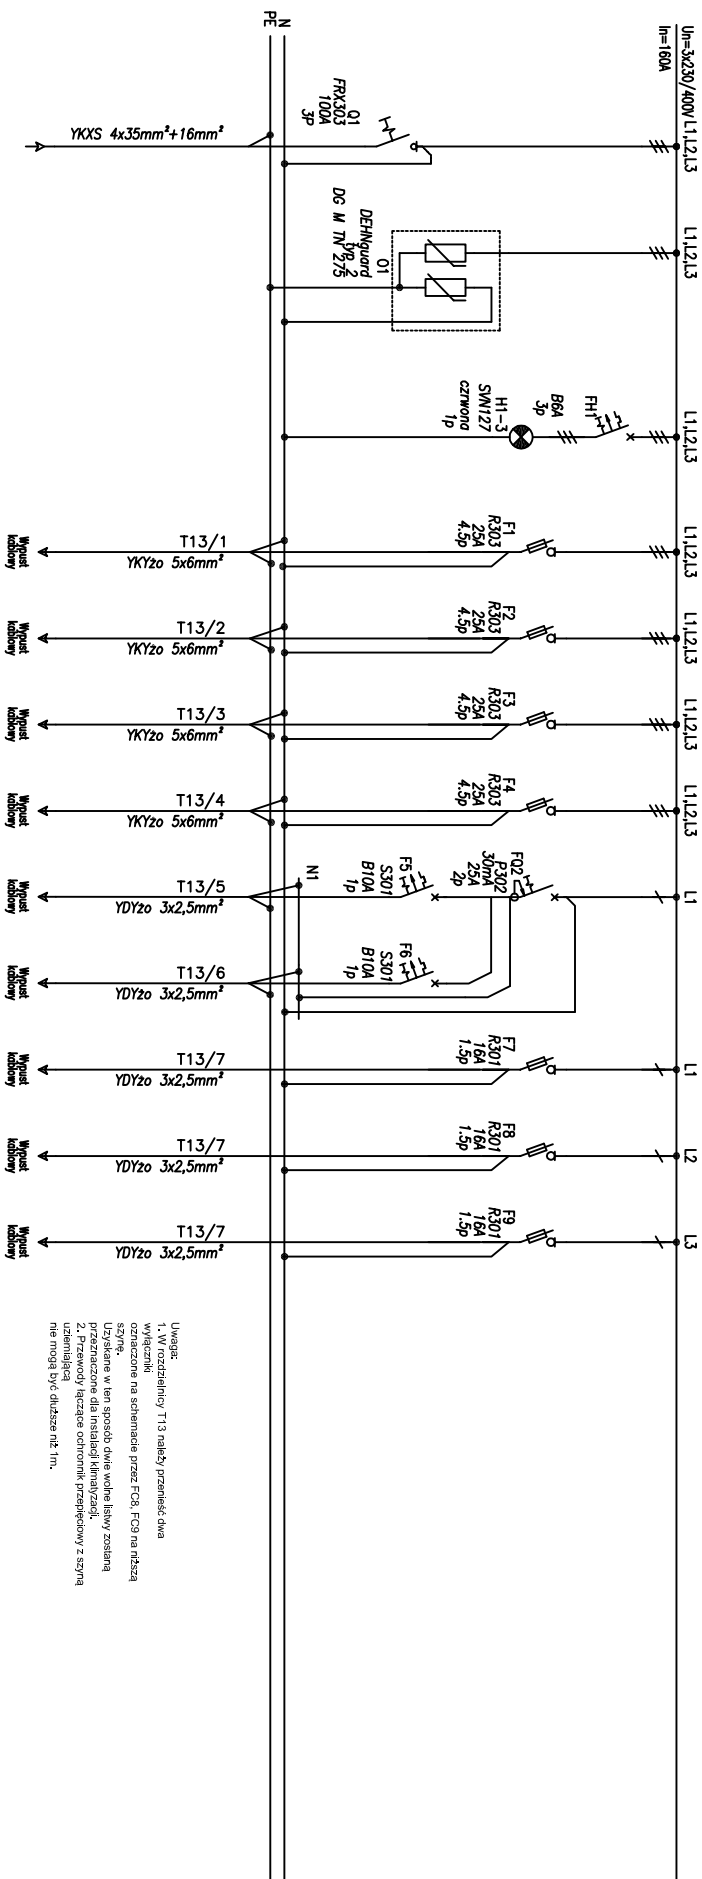 Un=3x230/400V
In=160A
L1,L2,L3
L1,L2,L3
L1,L2,L3
L1,L2,L3
L1,L2,L3
L1,L2,L3
L1,L2,L3
L1
L1
L2
L3
Q1
FRX303
100A
3P
O1
DEHNguard
typ 2
DG M TN 275
FH1
B6A
3p
H1-3
SVN127
czrwona
1p
F1
R303
25A
4.5p
F2
R303
25A
4.5p
F3
R303
25A
4.5p
F4
R303
25A
4.5p
FQ2
P302
30mA
25A
2p
F5
S301
B10A
1p
F6
S301
B10A
1p
F7
R301
16A
1.5p
F8
R301
16A
1.5p
F9
R301
16A
1.5p
N1
N
PE
YKXS 4x35mm²+16mm²
T13/1
YKYżo 5x6mm²
T13/2
YKYżo 5x6mm²
T13/3
YKYżo 5x6mm²
T13/4
YKYżo 5x6mm²
T13/5
YDYżo 3x2,5mm²
T13/6
YDYżo 3x2,5mm²
T13/7
YDYżo 3x2,5mm²
T13/7
YDYżo 3x2,5mm²
T13/7
YDYżo 3x2,5mm²
Wypust
kablowy
Wypust
kablowy
Wypust
kablowy
Wypust
kablowy
Wypust
kablowy
Wypust
kablowy
Wypust
kablowy
Wypust
kablowy
Wypust
kablowy
Uwaga:
1. W rozdzielnicy T13 należy przenieść dwa
wyłączniki
oznaczone na schemacie przez FC8, FC9 na niższą
szynę.
Uzyskane w ten sposób dwie wolne listwy zostaną
przeznaczone dla instalacji klimatyzacji.
2. Przewody łączące ochronnik przepięciowy z szyną
uziemiającą
nie mogą być dłuższe niż 1m.